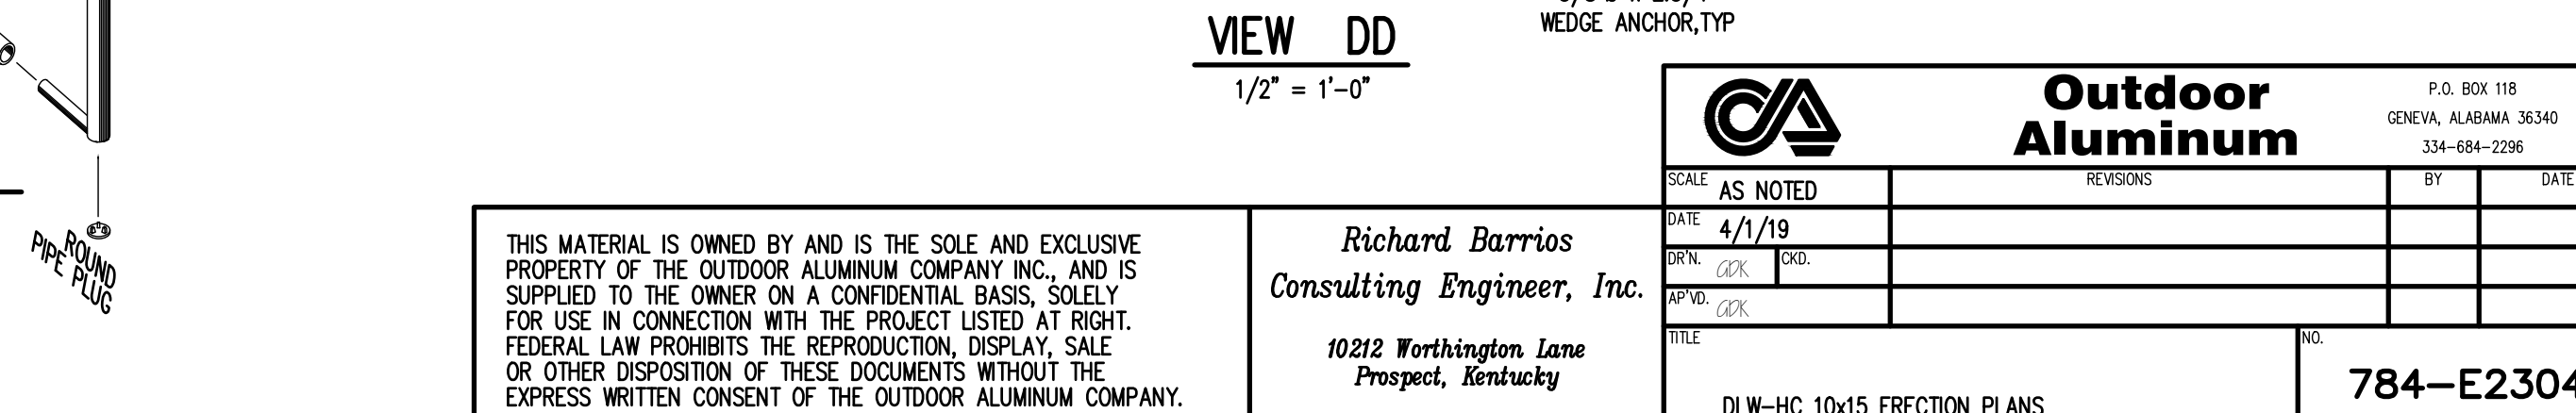 WEDGE ANCHOR,TYP
VIEW DD
1/2" = 1'-0"
ROUND
PIPE PLUG
THIS MATERIAL IS OWNED BY AND IS THE SOLE AND EXCLUSIVE
PROPERTY OF THE OUTDOOR ALUMINUM COMPANY INC., AND IS
SUPPLIED TO THE OWNER ON A CONFIDENTIAL BASIS, SOLELY
FOR USE IN CONNECTION WITH THE PROJECT LISTED AT RIGHT.
FEDERAL LAW PROHIBITS THE REPRODUCTION, DISPLAY, SALE
OR OTHER DISPOSITION OF THESE DOCUMENTS WITHOUT THE
EXPRESS WRITTEN CONSENT OF THE OUTDOOR ALUMINUM COMPANY.
Richard Barrios
Consulting Engineer, Inc.
10212 Worthington Lane
Prospect, Kentucky
Outdoor
Aluminum
P.O. BOX 118
GENEVA, ALABAMA 36340
334-684-2296
SCALE AS NOTED
REVISIONS
BY
DATE
DATE 4/1/19
DR'N. GDK
CKD.
AP'VD. GDK
TITLE
DLW-HC 10x15 ERECTION PLANS
NO.
784-E2304